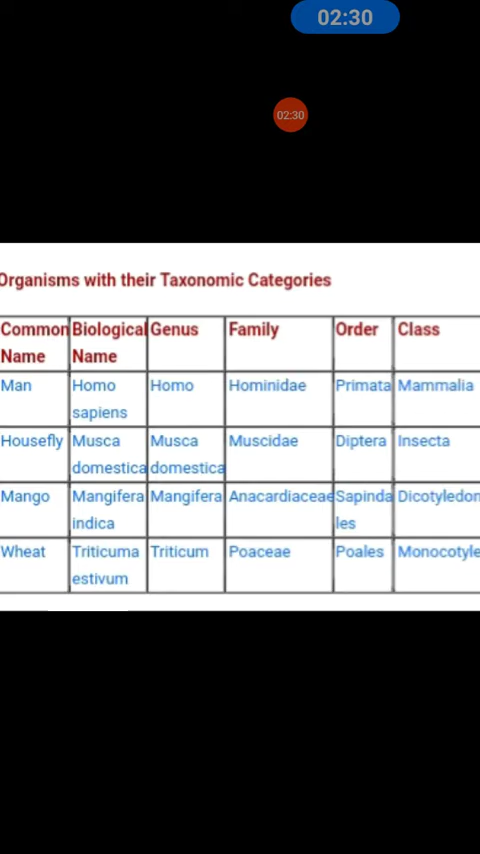 02:30
02:30
Organisms with their Taxonomic Categories
Common Biological Genus Family Order Class
Name Name
Man Homo Homo Hominidae Primata Mammalia
sapiens
Housefly Musca Musca Muscidae Diptera Insecta
domestica domestica
Mango Mangifera Mangifera Anacardiaceae Sapinda Dicotyledon
indica les
Wheat Triticuma Triticum Poaceae Poales Monocotyle
estivum